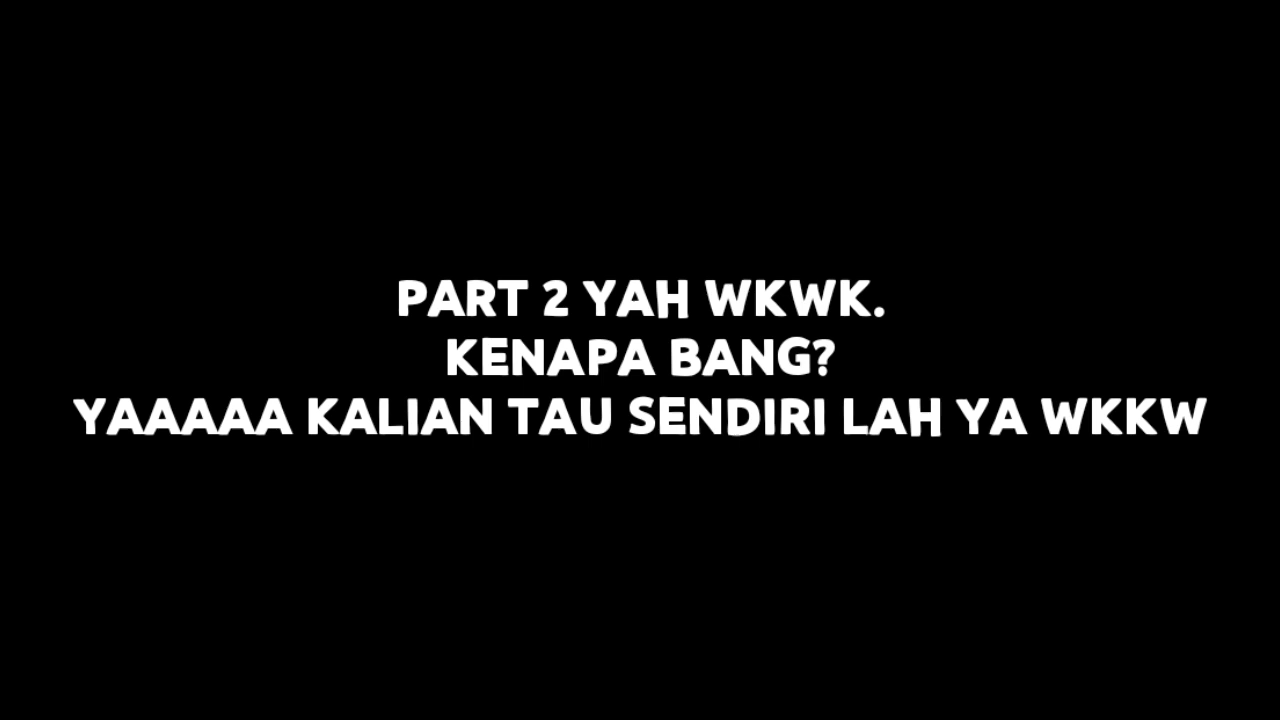 PART 2 YAH WKWK.
KENAPA BANG?
YAAAAA KALIAN TAU SENDIRI LAH YA WKKW